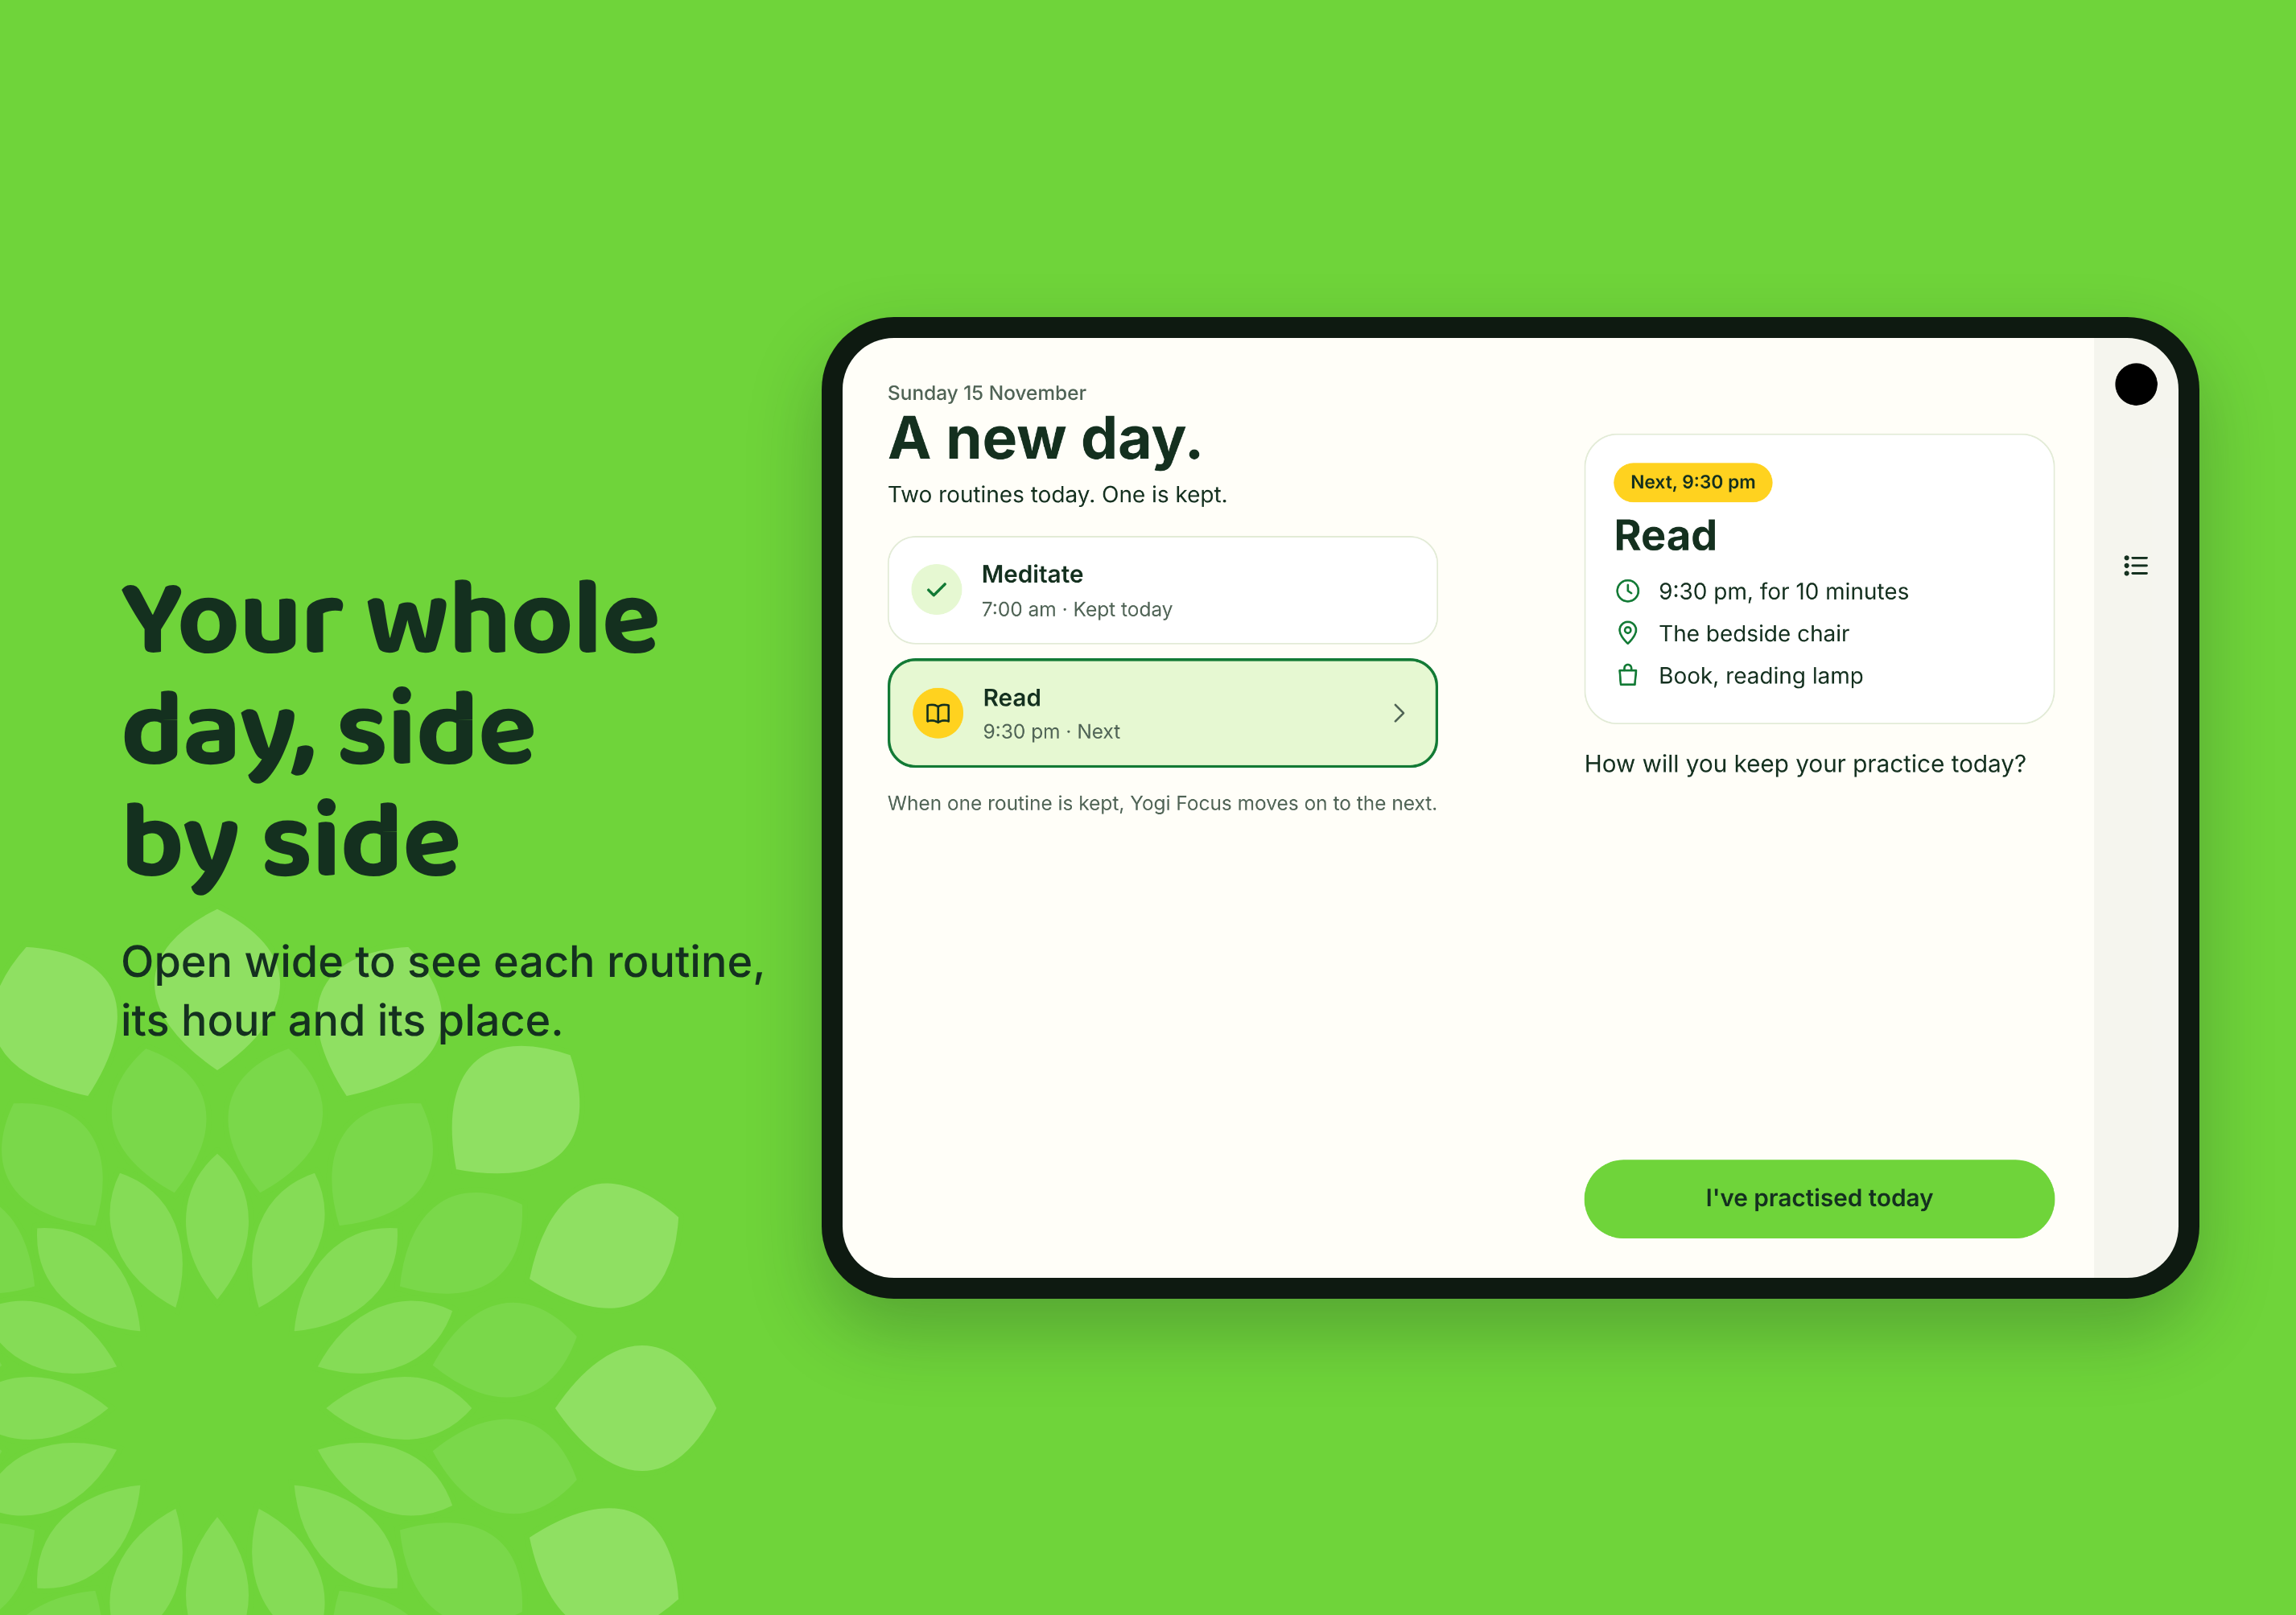 Your whole
day, side
by side
Open wide to see each routine,
its hour and its place.
Sunday 15 November
A new day.
Two routines today. One is kept.
Meditate
7:00 am · Kept today
Read
9:30 pm · Next
When one routine is kept, Yogi Focus moves on to the next.
Next, 9:30 pm
Read
9:30 pm, for 10 minutes
The bedside chair
Book, reading lamp
How will you keep your practice today?
I've practised today